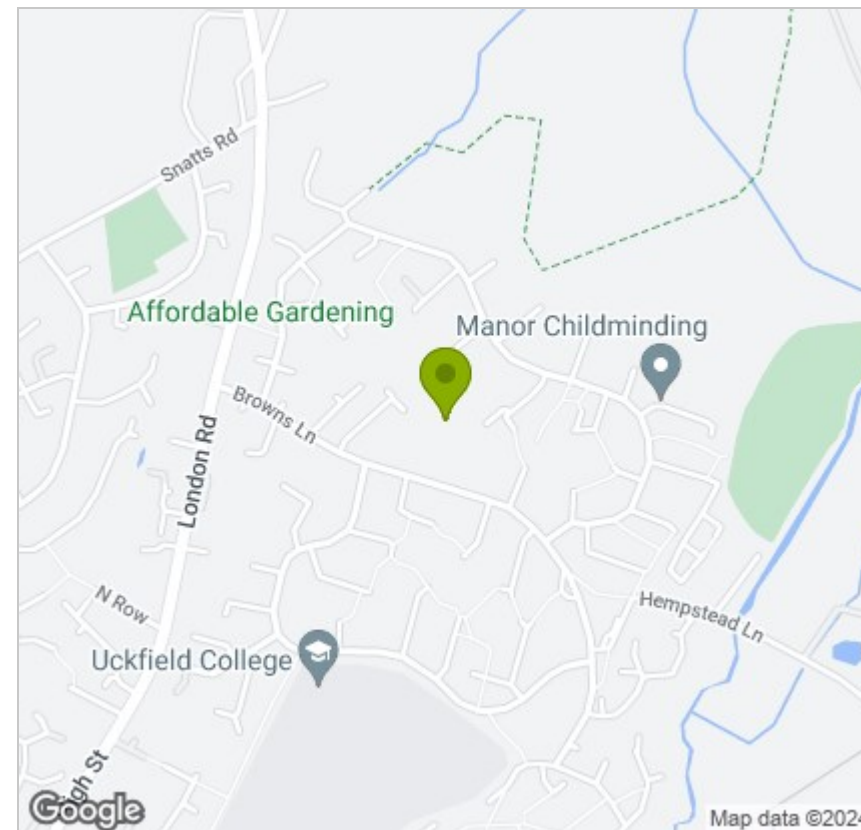 Snatts Rd
Affordable Gardening
Manor Childminding
Browns Ln
London Rd
N Row
Hempstead Ln
Uckfield College
igh St
Google
Map data ©2024